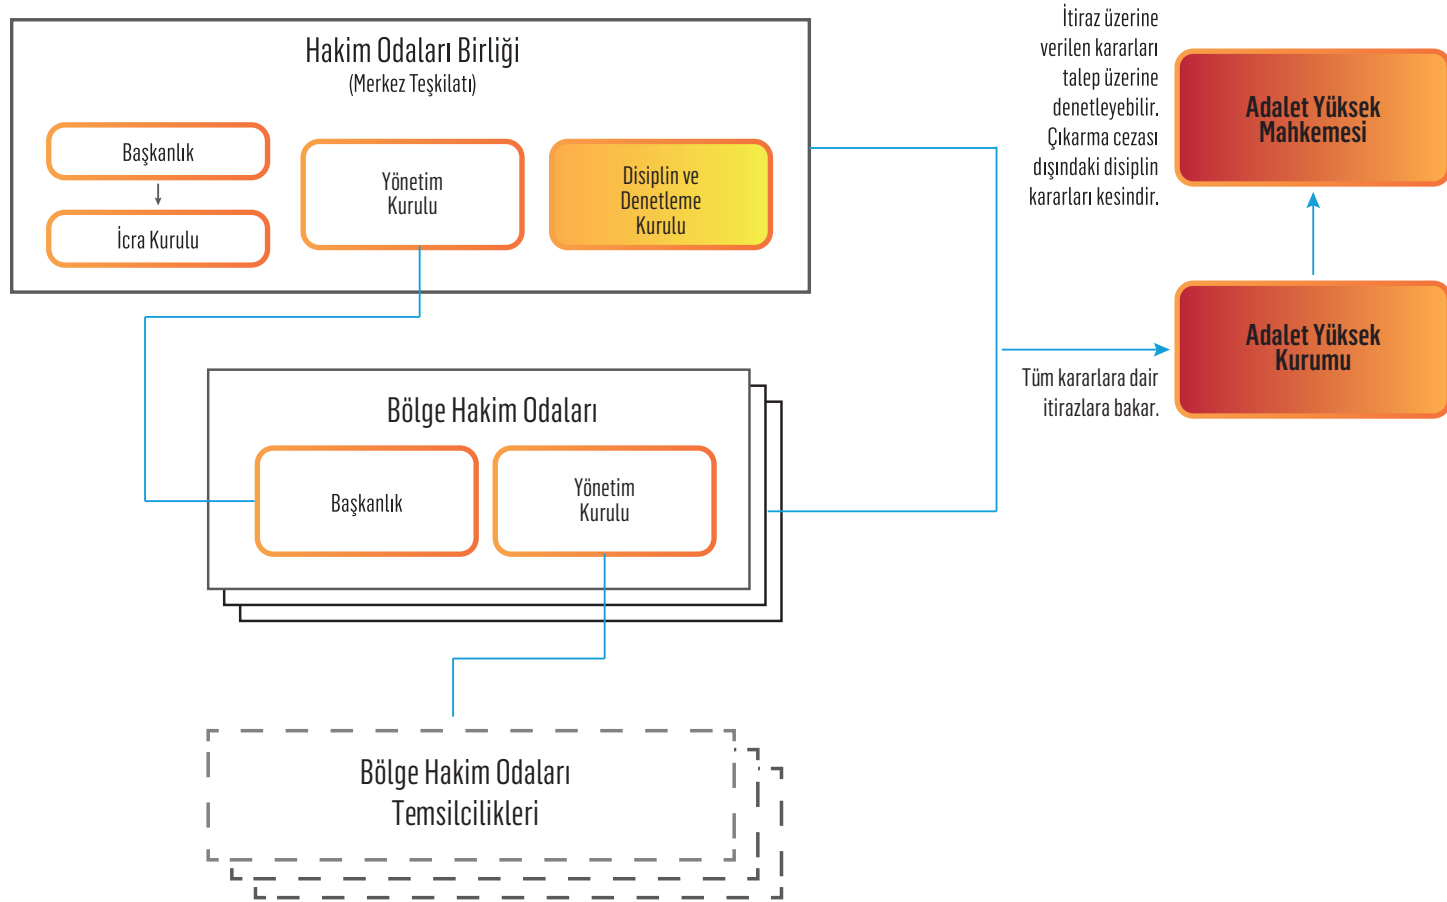 Hakim Odaları Birliği
(Merkez Teşkilatı)
Başkanlık
İcra Kurulu
Yönetim
Kurulu
Disiplin ve
Denetleme
Kurulu
İtiraz üzerine
verilen kararları
talep üzerine
denetleyebilir.
Çıkarma cezası
dışındaki disiplin
kararları kesindir.
Adalet Yüksek
Mahkemesi
Adalet Yüksek
Kurumu
Tüm kararlara dair
itirazlara bakar.
Bölge Hakim Odaları
Başkanlık
Yönetim
Kurulu
Bölge Hakim Odaları
Temsilcilikleri